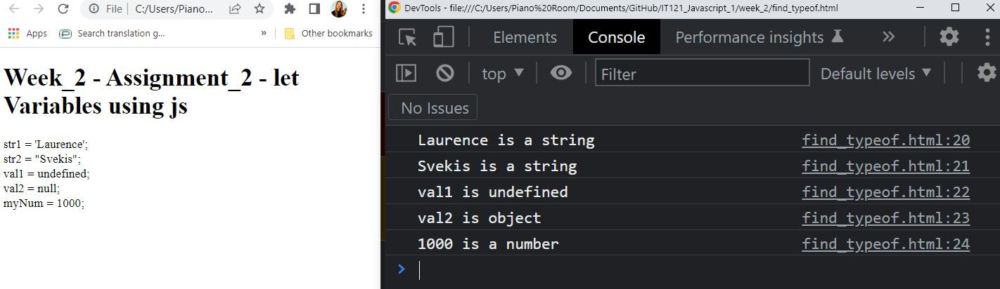 File C:/Users/Piano...
Apps Search translation g... » Other bookmarks
Week_2 - Assignment_2 - let
Variables using js
str1 = 'Laurence';
str2 = "Svekis";
val1 = undefined;
val2 = null;
myNum = 1000;
DevTools - file:///C:/Users/Piano%20Room/Documents/GitHub/IT121_Javascript_1/week_2/find_typeof.html
Elements Console Performance insights »
top Filter Default levels
No Issues
Laurence is a string find_typeof.html:20
Svekis is a string find_typeof.html:21
val1 is undefined find_typeof.html:22
val2 is object find_typeof.html:23
1000 is a number find_typeof.html:24